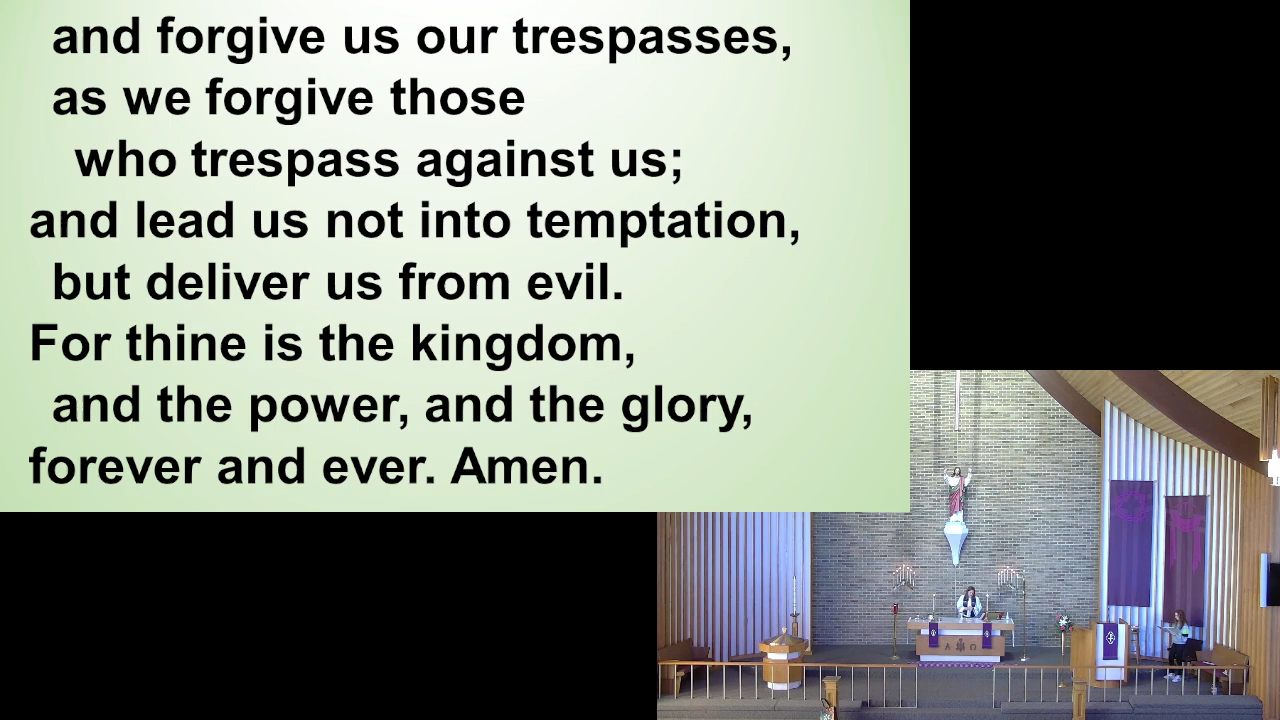 and forgive us our trespasses,
as we forgive those
who trespass against us;
and lead us not into temptation,
but deliver us from evil.
For thine is the kingdom,
and the power, and the glory,
forever and ever. Amen.
Α Ω